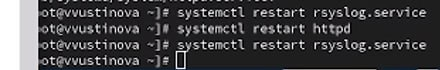 ot@vvustinova ~]# systemctl restart rsyslog.service
ot@vvustinova ~]# systemctl restart httpd
ot@vvustinova ~]# systemctl restart rsyslog.service
ot@vvustinova ~]#